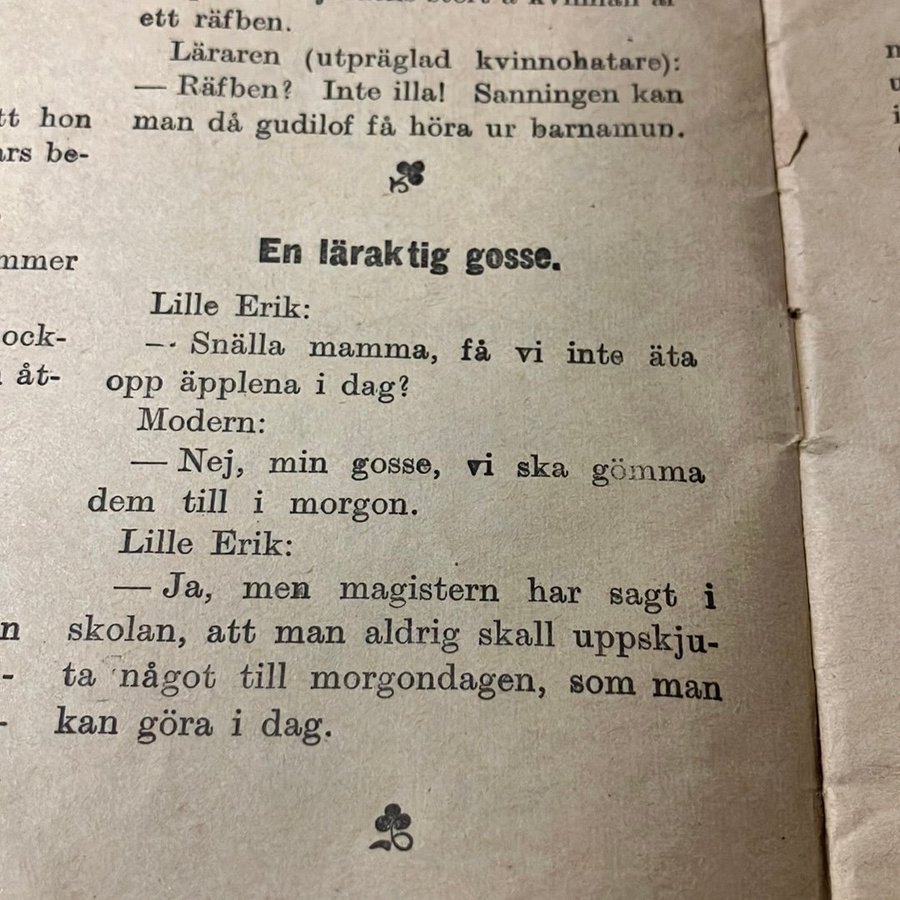 kvinnan är
ett räfben.
Läraren (utpräglad kvinnohatare):
— Räfben? Inte illa! Sanningen kan
man då gudilof få höra ur barnamun.
En läraktig gosse.
Lille Erik:
— Snälla mamma, få vi inte äta
opp äpplena i dag?
Modern:
— Nej, min gosse, vi ska gömma
dem till i morgon.
Lille Erik:
— Ja, men magistern har sagt i
skolan, att man aldrig skall uppskju-
ta något till morgondagen, som man
kan göra i dag.
hon